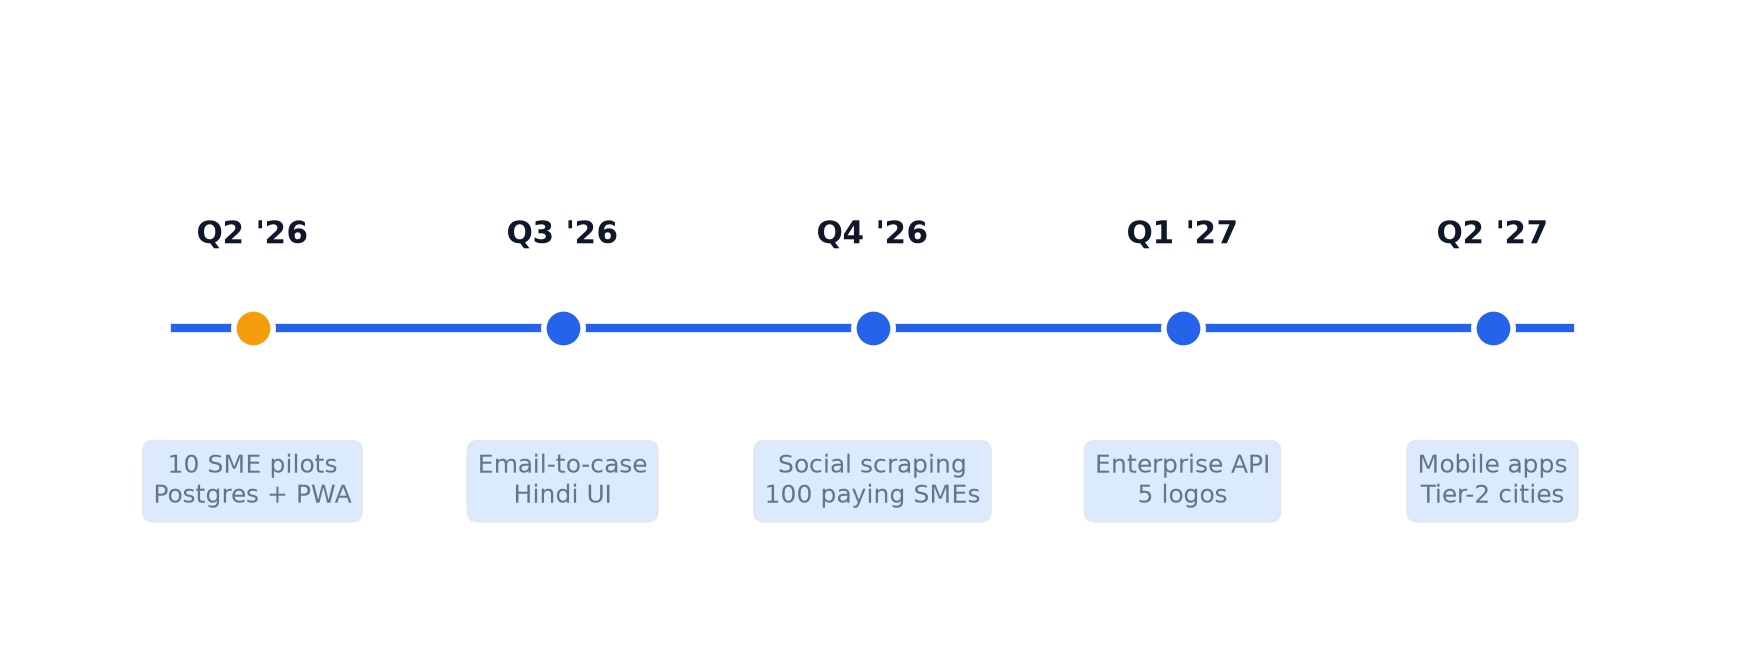 Q2 '26
Q3 '26
Q4 '26
Q1 '27
Q2 '27
10 SME pilots
Postgres + PWA
Email-to-case
Hindi UI
Social scraping
100 paying SMEs
Enterprise API
5 logos
Mobile apps
Tier-2 cities